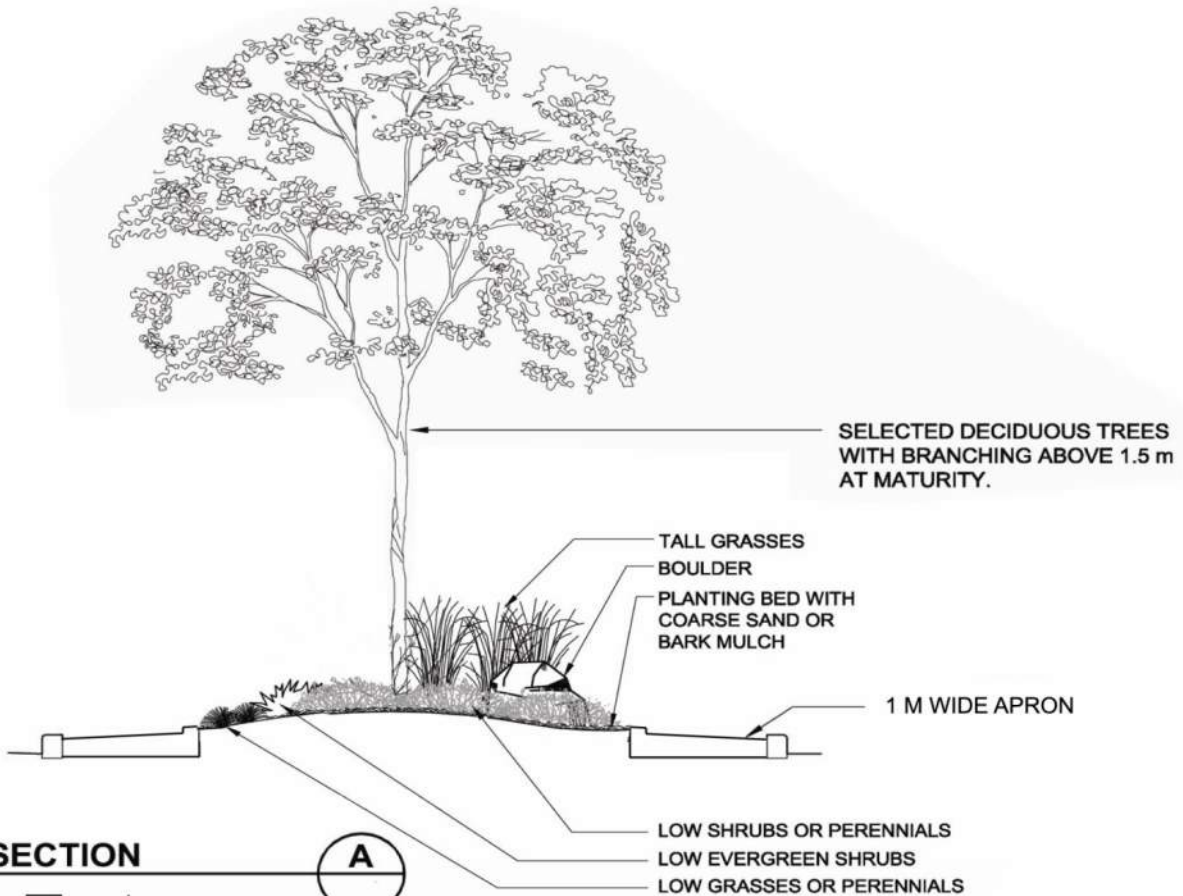 SELECTED DECIDUOUS TREES
WITH BRANCHING ABOVE 1.5 m
AT MATURITY.
TALL GRASSES
BOULDER
PLANTING BED WITH
COARSE SAND OR
BARK MULCH
1 M WIDE APRON
LOW SHRUBS OR PERENNIALS
LOW EVERGREEN SHRUBS
LOW GRASSES OR PERENNIALS
SECTION
A